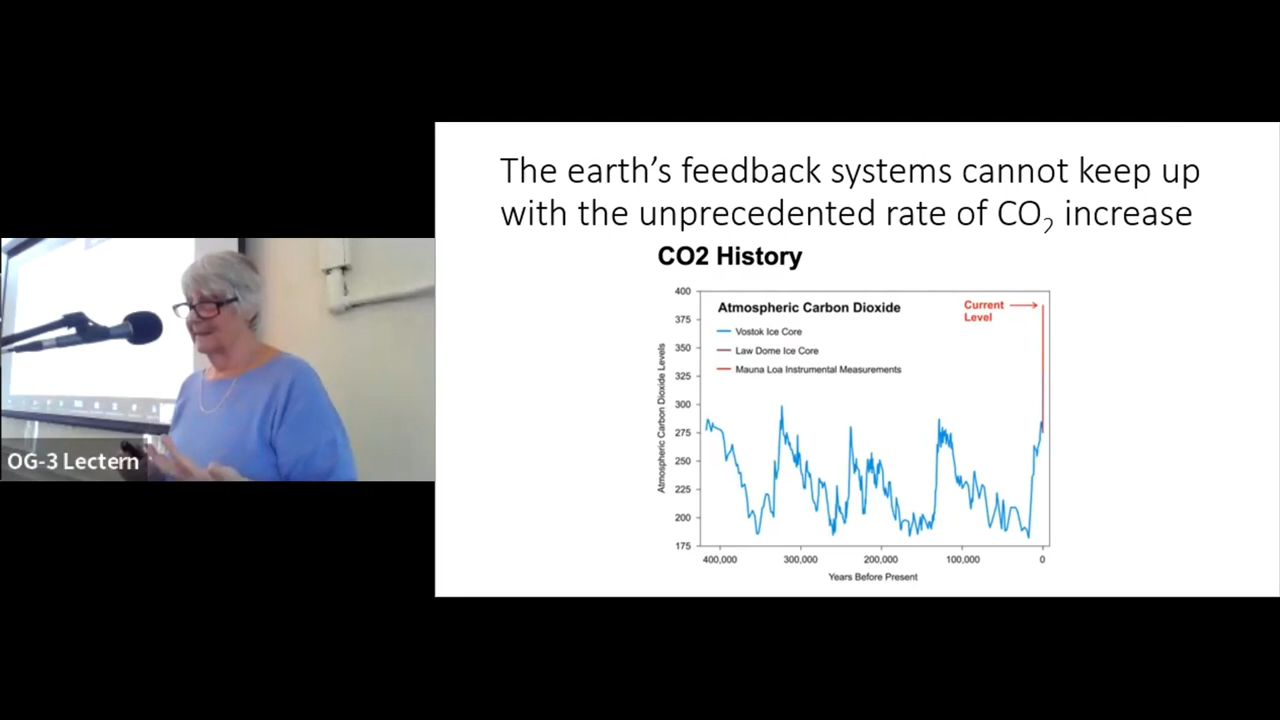 The earth’s feedback systems cannot keep up
with the unprecedented rate of CO2 increase
CO2 History
400
375
350
325
300
275
250
225
200
175
Atmospheric Carbon Dioxide Levels
Atmospheric Carbon Dioxide
Vostok Ice Core
Law Dome Ice Core
Mauna Loa Instrumental Measurements
Current
Level
400,000
300,000
200,000
100,000
0
Years Before Present
OG-3 Lectern